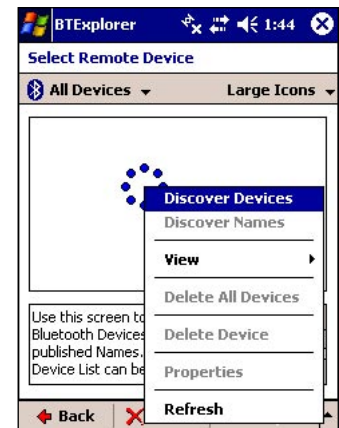 BTExplorer 1:44
Select Remote Device
All Devices Large Icons
Discover Devices
Discover Names
View
Delete All Devices
Delete Device
Properties
Refresh
Use this screen to
Bluetooth Devices
published Names.
Device List can be
Back